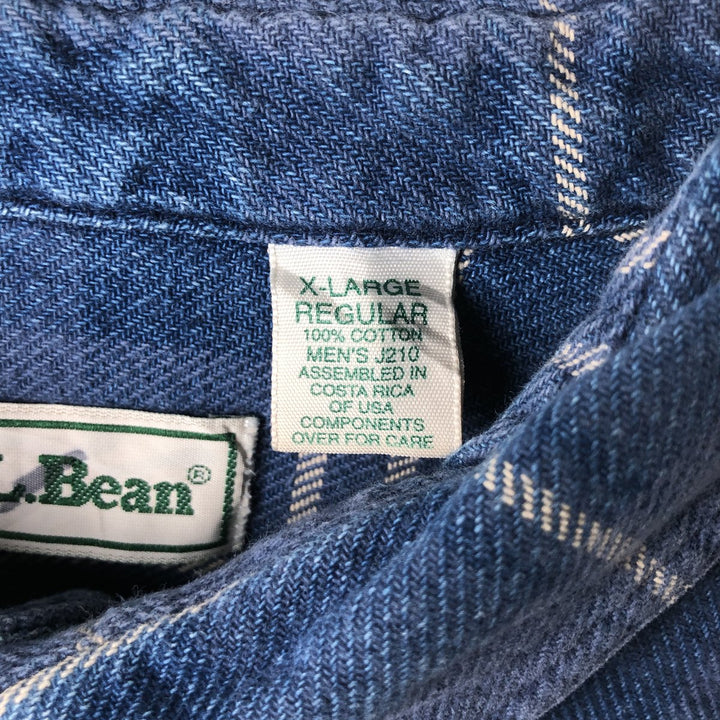 X-LARGE
REGULAR
100% COTTON
MEN'S J210
ASSEMBLED IN
COSTA RICA
OF USA
COMPONENTS
OVER FOR CARE
L.Bean®